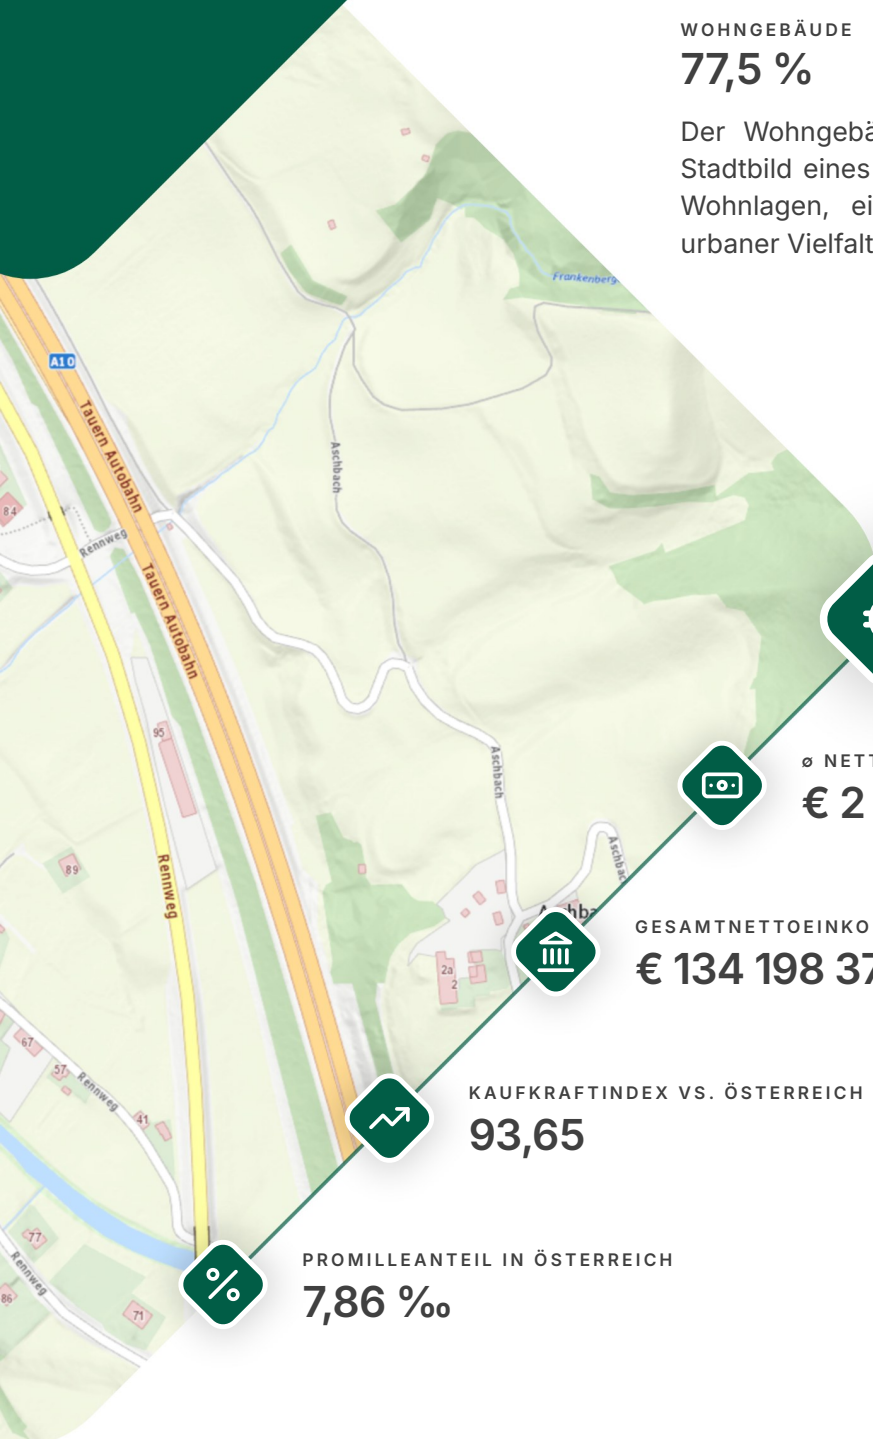 WOHNGEBÄUDE
77,5 %
Der Wohngebä
Stadtbild eines
Wohnlagen, ei
urbaner Vielfalt
Frankenberg
A10
Tauern Autobahn
Aschbach
84
Rennweg
Tauern Autobahn
95
Aschbach
ø NETT
€ 2
Rennweg
89
Aschbac
GESAMTNETTOEINKO
€ 134 198 37
2a
2
67
57
Rennweg
41
KAUFKRAFTINDEX VS. ÖSTERREICH
93,65
77
Rennweg
86
71
PROMILLEANTEIL IN ÖSTERREICH
7,86 ‰